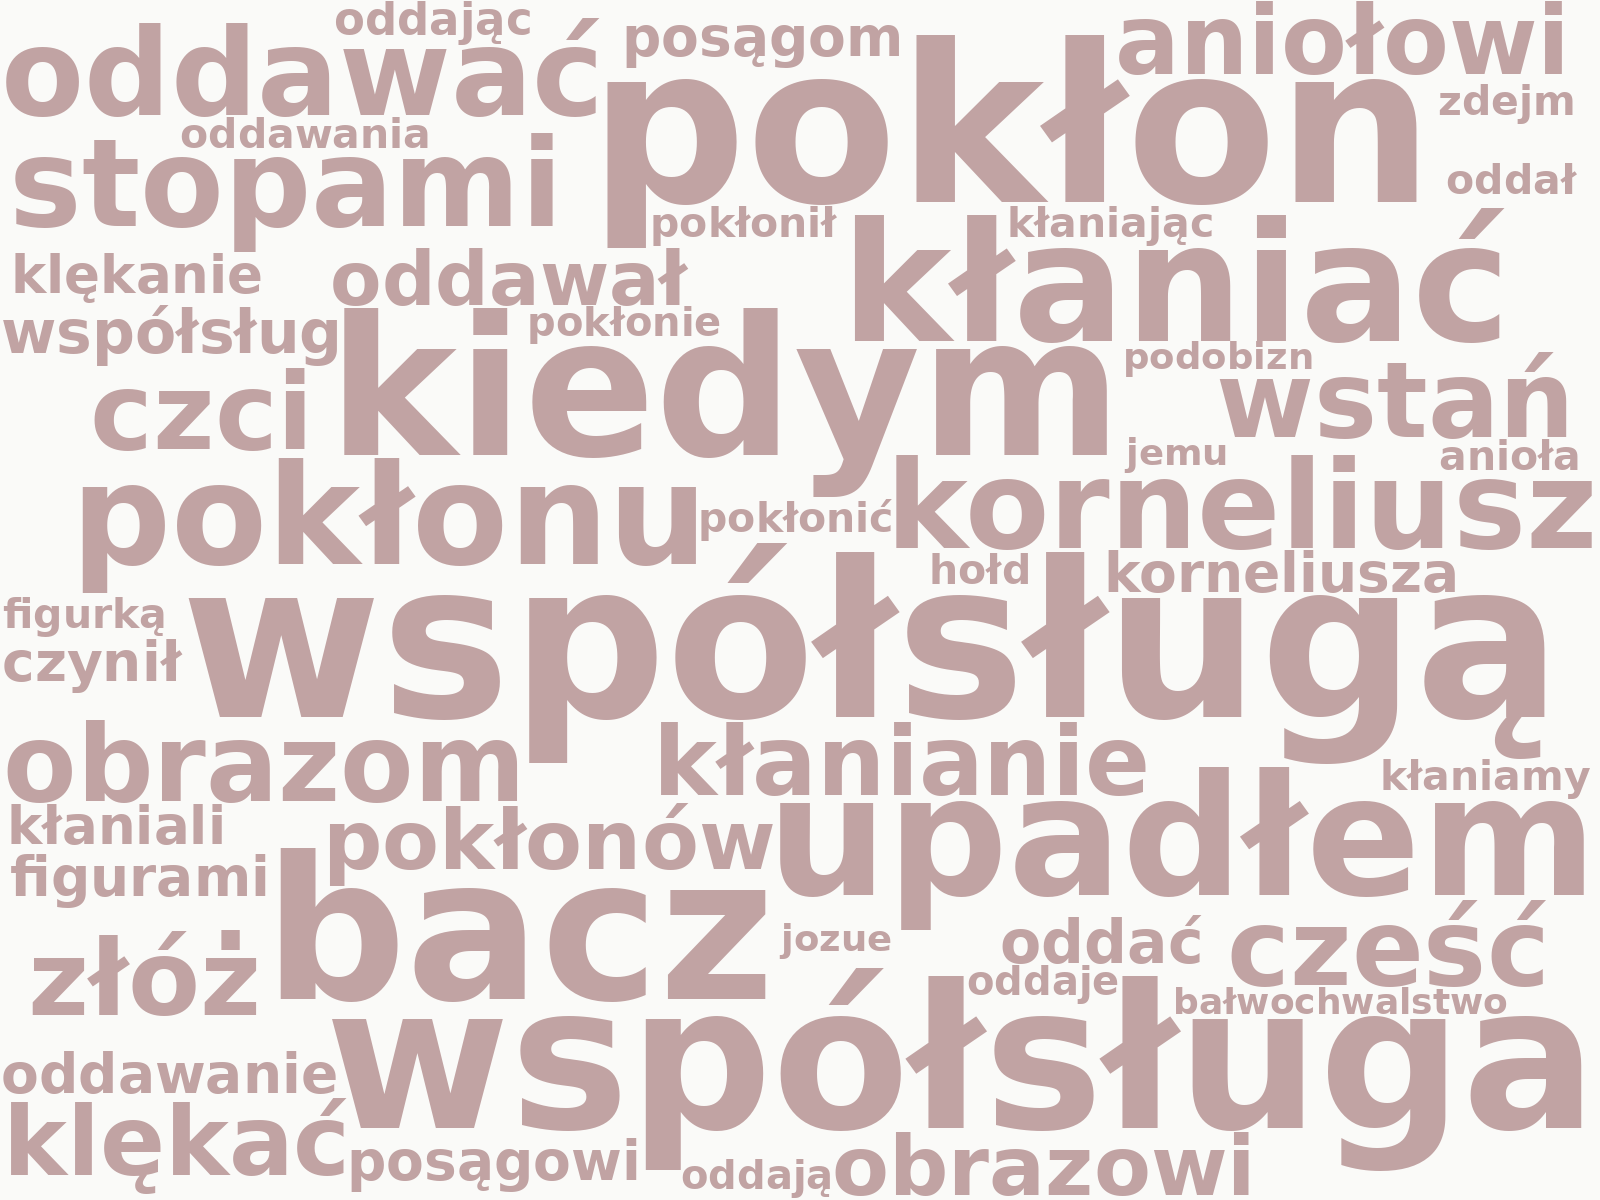 oddając
oddawać
posągom
aniołowi
pokłon
zdejm
oddawania
stopami
oddał
pokłonił
kłaniając
kłaniać
klękanie
oddawał
współsług
pokłonie
kiedym
podobizn
wstań
czci
jemu
anioła
pokłonu
pokłonić
korneliusz
hołd
korneliusza
współsługą
figurką
czynił
obrazom
kłanianie
kłaniamy
upadłem
kłaniali
pokłonów
figurami
bacz
jozue
oddać
cześć
złóż
oddaje
bałwochwalstwo
współsługa
oddawanie
klękać
posągowi
oddają
obrazowi